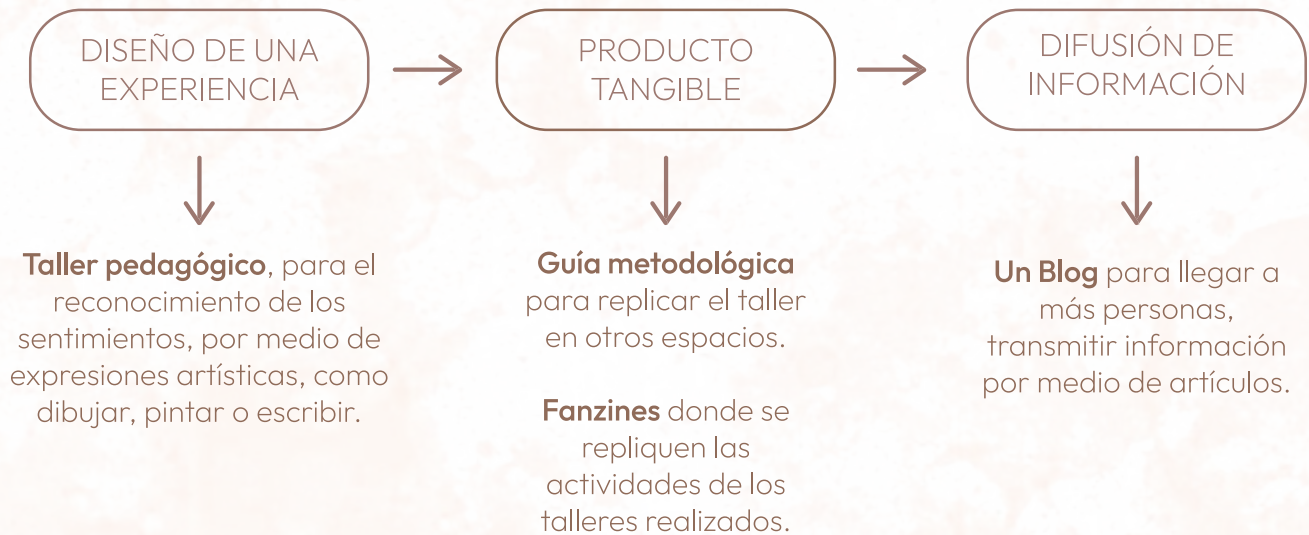 DISEÑO DE UNA
EXPERIENCIA
PRODUCTO
TANGIBLE
DIFUSIÓN DE
INFORMACIÓN
Taller pedagógico, para el
reconocimiento de los
sentimientos, por medio de
expresiones artísticas, como
dibujar, pintar o escribir.
Guía metodológica
para replicar el taller
en otros espacios.
Fanzines donde se
repliquen las
actividades de los
talleres realizados.
Un Blog para llegar a
más personas,
transmitir información
por medio de artículos.